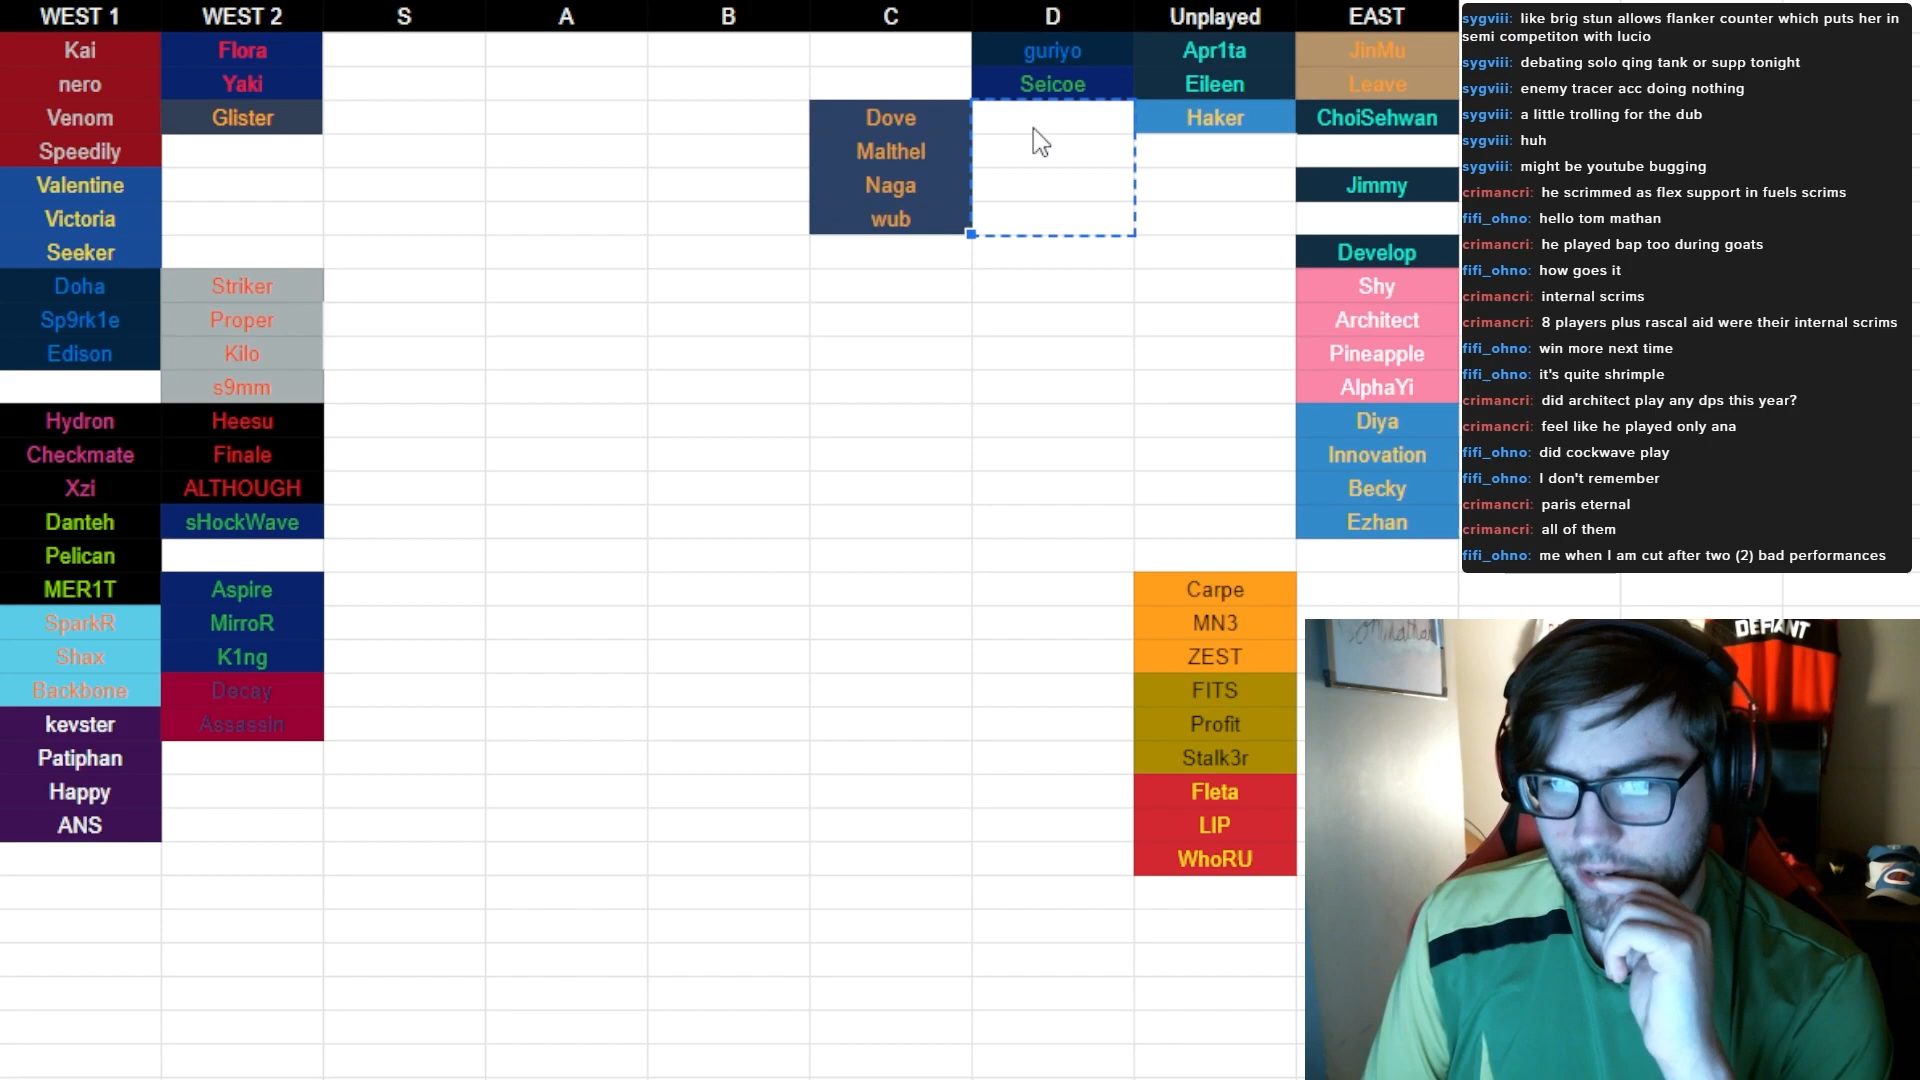 WEST 1 WEST 2 S A B C D Unplayed EAST
Kai Flora guriyo Apr1ta JinMu
nero Yaki Seicoe Eileen Leave
Venom Glister Dove Haker ChoiSehwan
Speedily Malthel
Valentine Naga Jimmy
Victoria wub
Seeker Develop
Doha Striker Shy
Sp9rk1e Proper Architect
Edison Kilo Pineapple
s9mm AlphaYi
Hydron Heesu Diya
Checkmate Finale Innovation
Xzi ALTHOUGH Becky
Danteh sHockWave Ezhan
Pelican
MER1T Aspire Carpe
SparkR MirroR MN3
Shax K1ng ZEST
Backbone Decay FITS
kevster Assassin Profit
Patiphan Stalk3r
Happy Fleta
ANS LIP
WhoRU
sygviii: like brig stun allows flanker counter which puts her in
semi competiton with lucio
sygviii: debating solo qing tank or supp tonight
sygviii: enemy tracer acc doing nothing
sygviii: a little trolling for the dub
sygviii: huh
sygviii: might be youtube bugging
crimancri: he scrimmed as flex support in fuels scrims
fifi_ohno: hello tom mathan
crimancri: he played bap too during goats
fifi_ohno: how goes it
crimancri: internal scrims
crimancri: 8 players plus rascal aid were their internal scrims
fifi_ohno: win more next time
fifi_ohno: it's quite shrimple
crimancri: did architect play any dps this year?
crimancri: feel like he played only ana
fifi_ohno: did cockwave play
fifi_ohno: I don't remember
crimancri: paris eternal
crimancri: all of them
fifi_ohno: me when I am cut after two (2) bad performances
DEFIANT